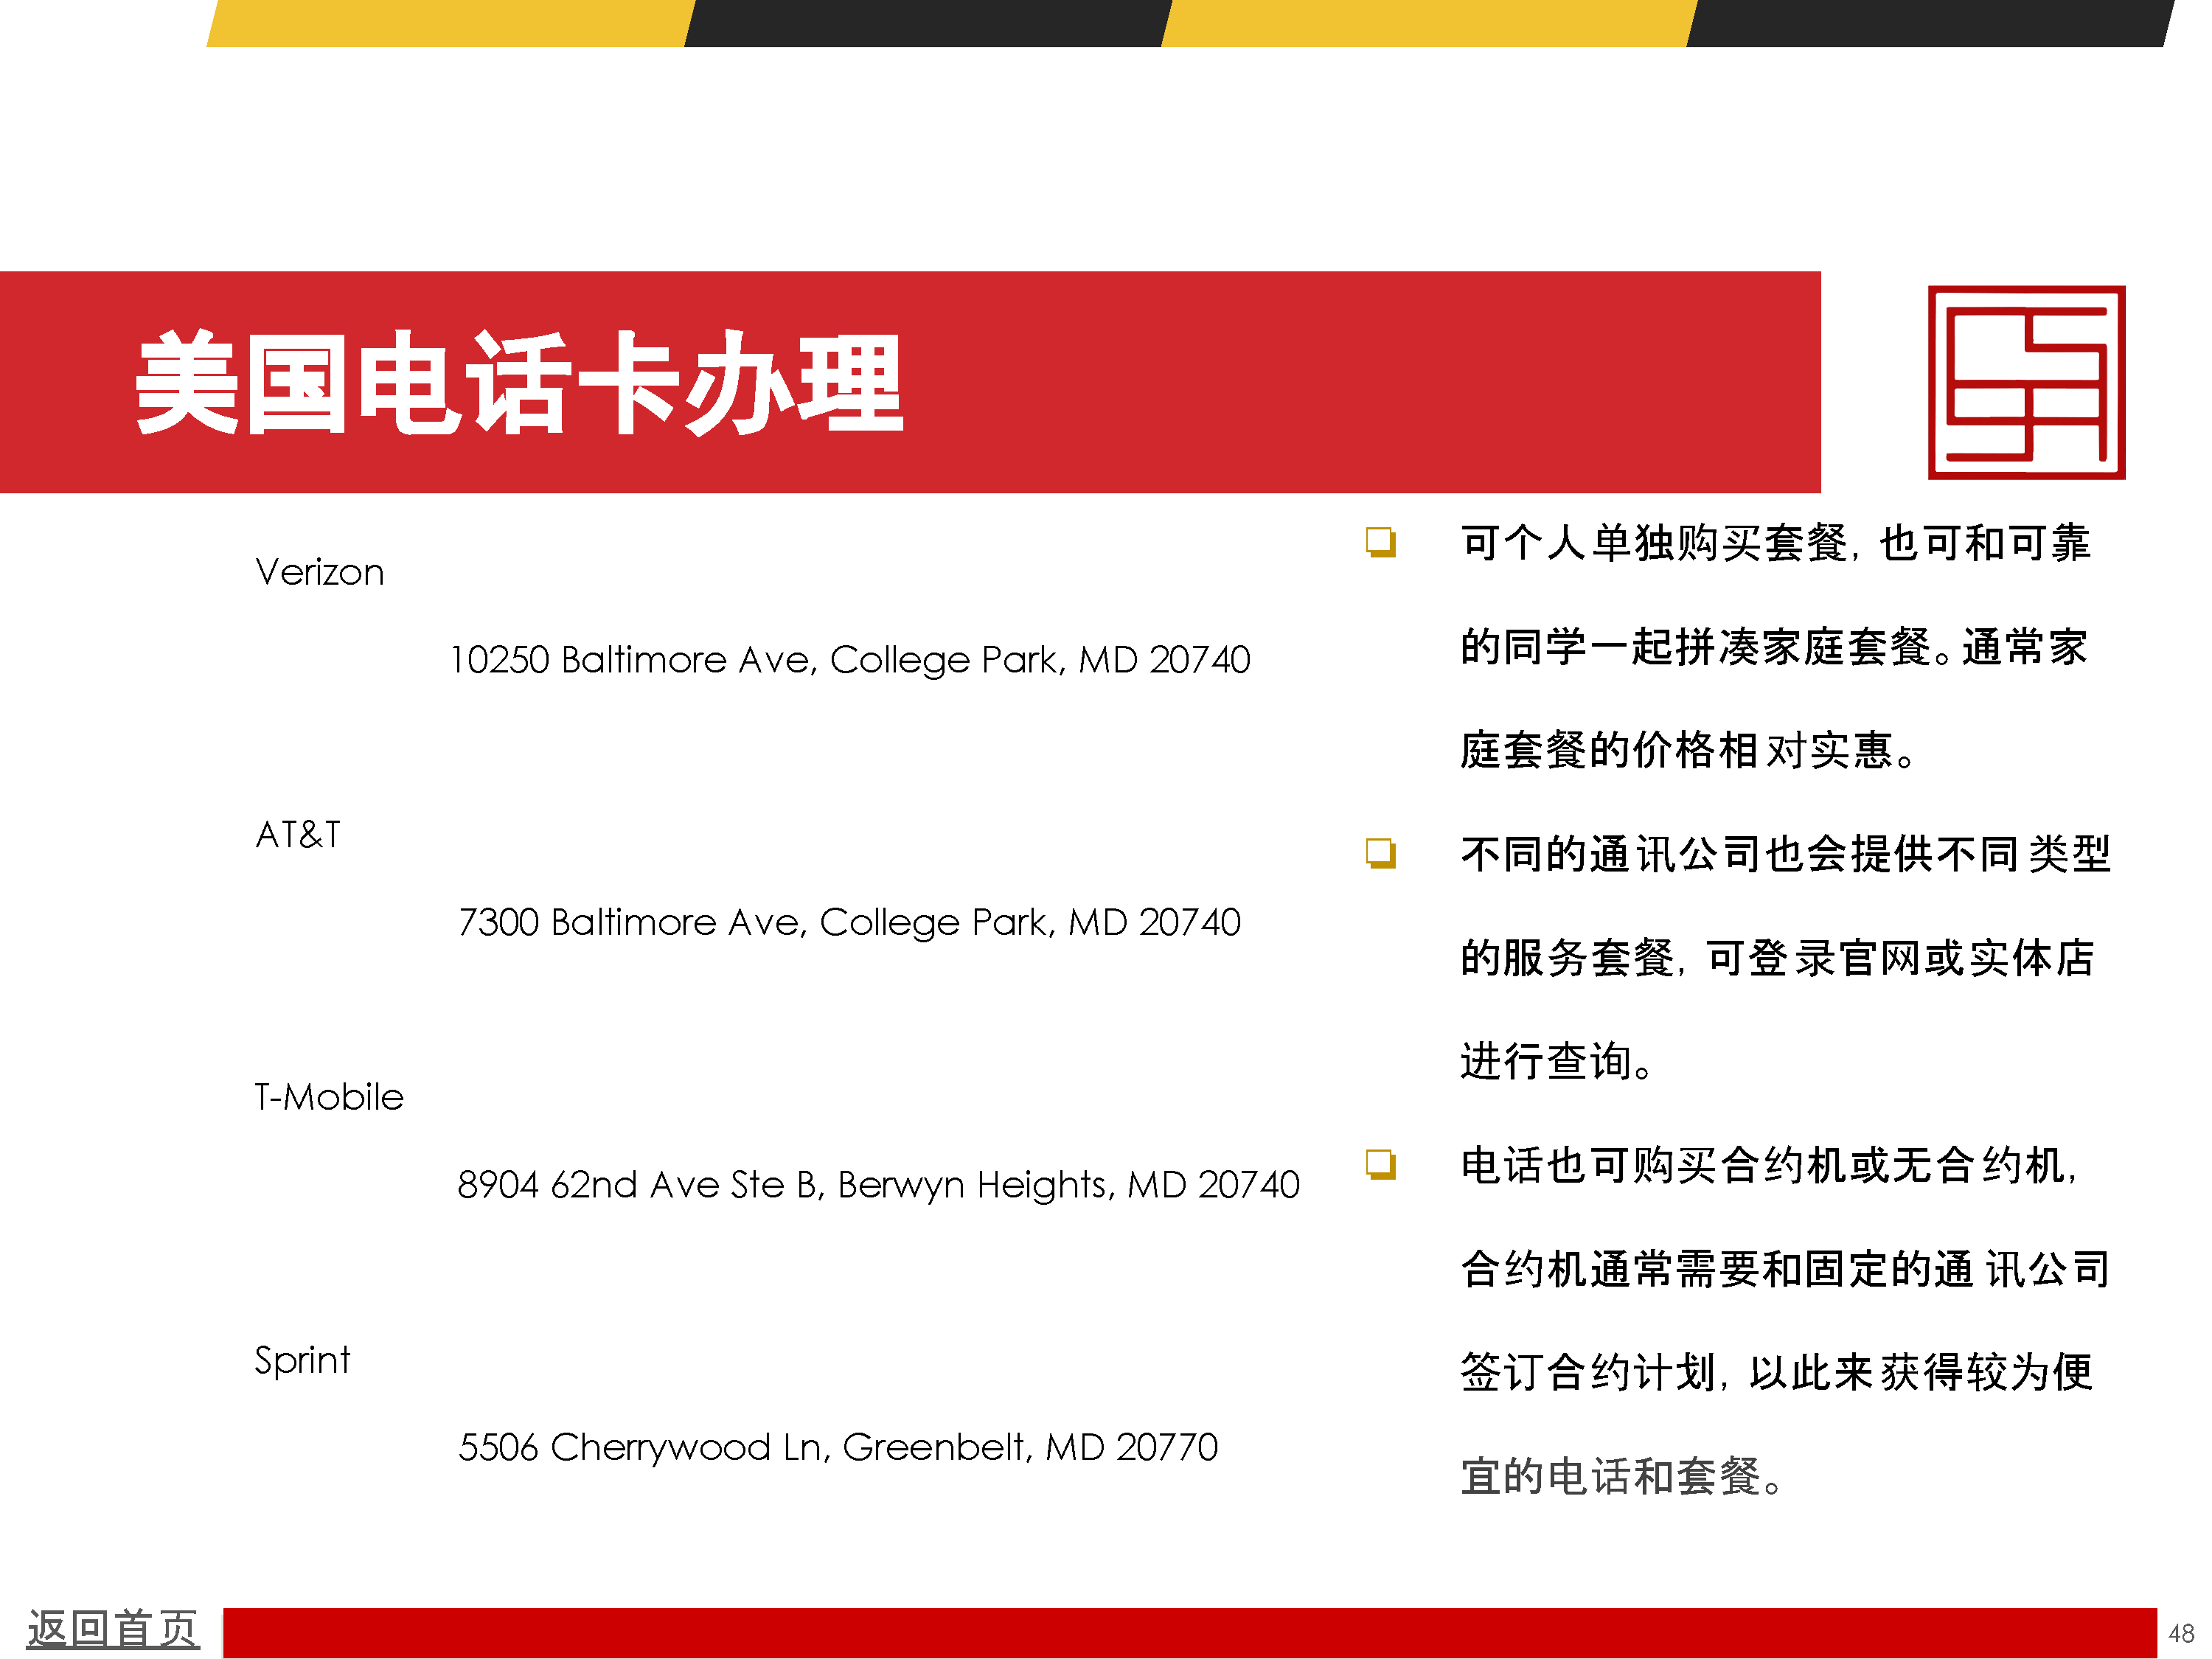 美国电话卡办理
Verizon
10250 Baltimore Ave, College Park, MD 20740
AT&T
7300 Baltimore Ave, College Park, MD 20740
T-Mobile
8904 62nd Ave Ste B, Berwyn Heights, MD 20740
Sprint
5506 Cherrywood Ln, Greenbelt, MD 20770
可个人单独购买套餐，也可和可靠
的同学一起拼凑家庭套餐。通常家
庭套餐的价格相对实惠。
不同的通讯公司也会提供不同类型
的服务套餐，可登录官网或实体店
进行查询。
电话也可购买合约机或无合约机，
合约机通常需要和固定的通讯公司
签订合约计划，以此来获得较为便
宜的电话和套餐。
返回首页
48